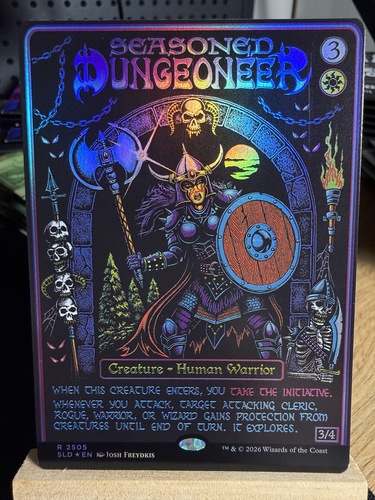 SEASONED
DUNGEONEER
3
Creature - Human Warrior
WHEN THIS CREATURE ENTERS, YOU TAKE THE INITIATIVE.
WHENEVER YOU ATTACK, TARGET ATTACKING CLERIC,
ROGUE, WARRIOR, OR WIZARD GAINS PROTECTION FROM
CREATURES UNTIL END OF TURN. IT EXPLORES.
3/4
R 2505
SLD ★ EN JOSH FREYDKIS
™ & © 2026 Wizards of the Coast